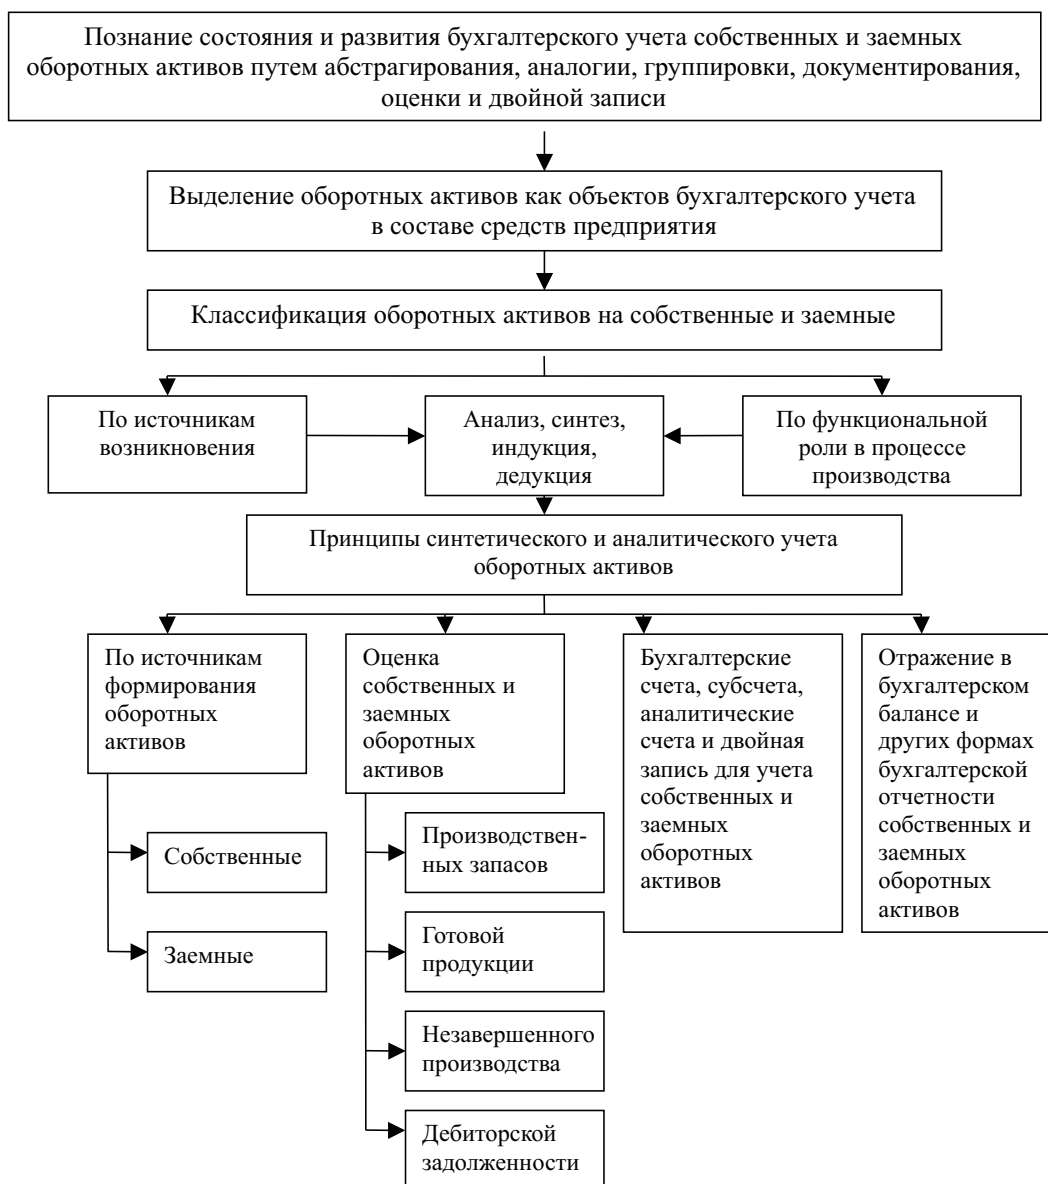 Познание состояния и развития бухгалтерского учета собственных и заемных
оборотных активов путем абстрагирования, аналогии, группировки, документирования,
оценки и двойной записи
Выделение оборотных активов как объектов бухгалтерского учета
в составе средств предприятия
Классификация оборотных активов на собственные и заемные
По источникам
возникновения
Анализ, синтез,
индукция,
дедукция
По функциональной
роли в процессе
производства
Принципы синтетического и аналитического учета
оборотных активов
По источникам
формирования
оборотных
активов
Собственные
Заемные
Оценка
собственных и
заемных
оборотных
активов
Производствен-
ных запасов
Готовой
продукции
Незавершенного
производства
Дебиторской
задолженности
Бухгалтерские
счета, субсчета,
аналитические
счета и двойная
запись для учета
собственных и
заемных
оборотных
активов
Отражение в
бухгалтерском
балансе и
других формах
бухгалтерской
отчетности
собственных и
заемных
оборотных
активов